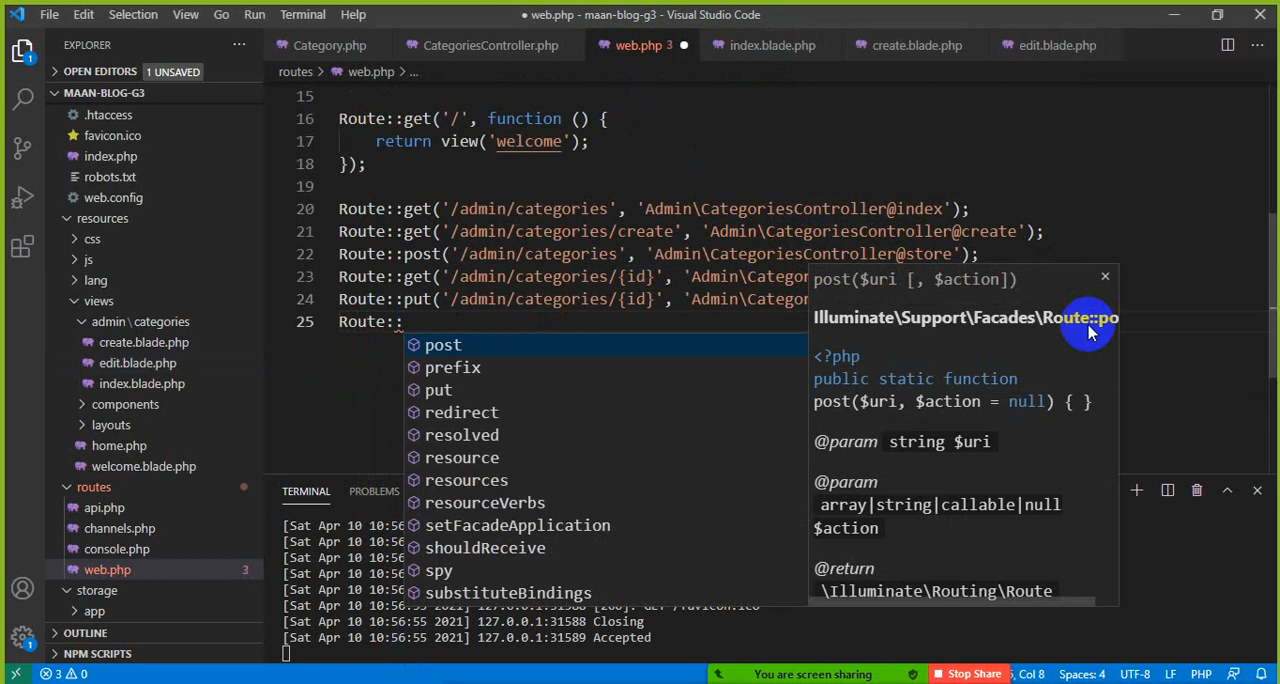 File Edit Selection View Go Run Terminal Help
● web.php - maan-blog-g3 - Visual Studio Code
EXPLORER
Category.php CategoriesController.php web.php 3 index.blade.php create.blade.php edit.blade.php
OPEN EDITORS 1 UNSAVED
routes > web.php > ...
MAAN-BLOG-G3
.htaccess
favicon.ico
index.php
robots.txt
web.config
resources
css
js
lang
views
admin\categories
create.blade.php
edit.blade.php
index.blade.php
components
layouts
home.php
welcome.blade.php
routes
api.php
channels.php
console.php
web.php 3
storage
app
OUTLINE
NPM SCRIPTS
15
16 Route::get('/', function () {
17 return view('welcome');
18 });
19
20 Route::get('/admin/categories', 'Admin\CategoriesController@index');
21 Route::get('/admin/categories/create', 'Admin\CategoriesController@create');
22 Route::post('/admin/categories', 'Admin\CategoriesController@store');
23 Route::get('/admin/categories/{id}', 'Admin\Categ
24 Route::put('/admin/categories/{id}', 'Admin\Categ
25 Route::
post
prefix
put
redirect
resolved
resource
resources
resourceVerbs
setFacadeApplication
shouldReceive
spy
substituteBindings
post($uri [, $action])
Illuminate\Support\Facades\Route::po
<?php
public static function
post($uri, $action = null) { }
@param string $uri
@param
array|string|callable|null
$action
@return
\Illuminate\Routing\Route
TERMINAL PROBLEMS
[Sat Apr 10 10:56
[Sat Apr 10 10:56
[Sat Apr 10 10:56
[Sat Apr 10 10:56
[Sat Apr 10 10:56
[Sat Apr 10 10:56:55 2021] 127.0.0.1:31588 Closing
[Sat Apr 10 10:56:55 2021] 127.0.0.1:31589 Accepted
3 0
You are screen sharing Stop Share
Col 8 Spaces: 4 UTF-8 LF PHP